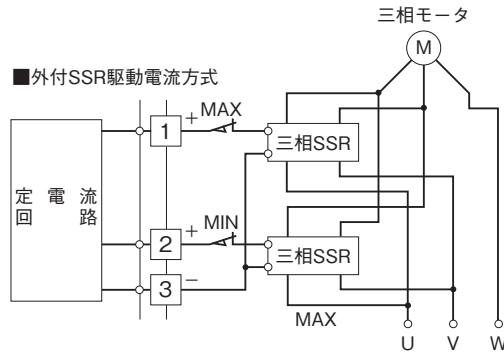 三相モータ
M
■外付SSR駆動電流方式
+
MAX
1
三相SSR
定電流
回路
+
MIN
2
三相SSR
−
3
MAX
U
V
W